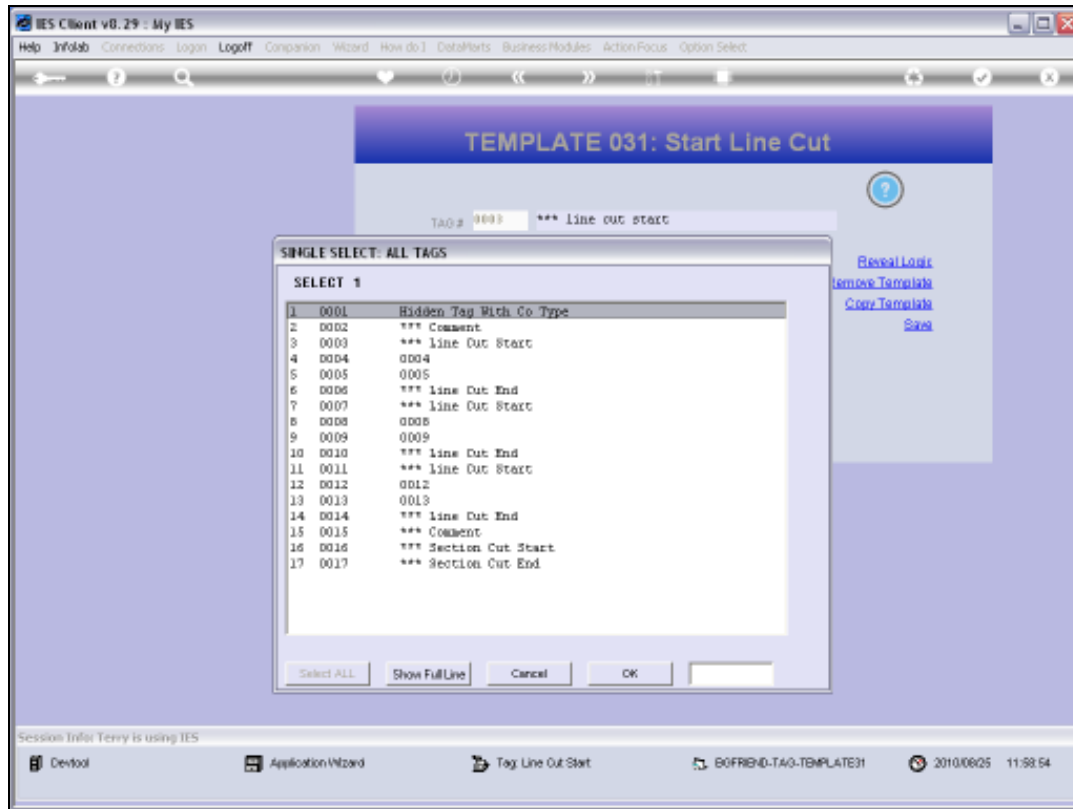 IES Client v8.29 : My IES
Help Infolab Connections Logon Logoff Companion Wizard How do I DataMarts Business Modules Action Focus Option Select
TEMPLATE 031: Start Line Cut
TAG # 0003 *** line cut start
SINGLE SELECT: ALL TAGS
Reveal Logic
SELECT 1
emove Template
Copy Template
Save
1 0001 Hidden Tag With Co Type
2 0002 *** Comment
3 0003 *** line Cut Start
4 0004 0004
5 0005 0005
6 0006 *** Line Cut End
7 0007 *** Line Cut Start
8 0008 0008
9 0009 0009
10 0010 *** Line Cut End
11 0011 *** Line Cut Start
12 0012 0012
13 0013 0013
14 0014 *** Line Cut End
15 0015 *** Comment
16 0016 *** Section Cut Start
17 0017 *** Section Cut End
Select ALL Show Full Line Cancel OK
Session Info: Terry is using IES
Devtool Application Wizard Tag: Line Cut Start BGFRIEND-TAG-TEMPLATE31 2010/08/25 11:58:54